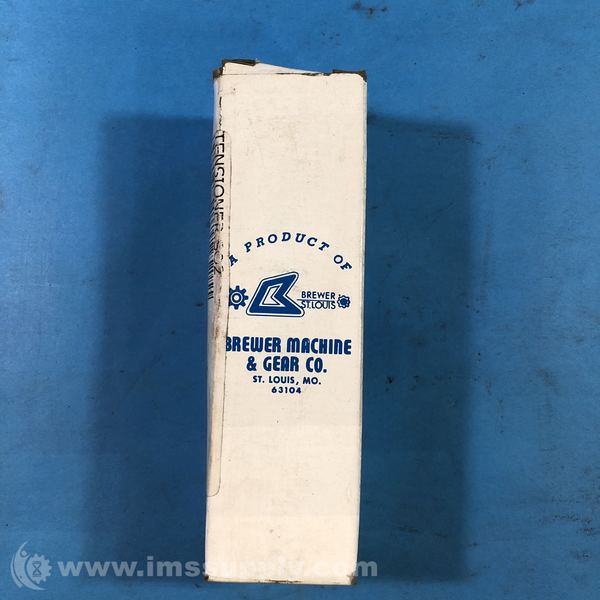 TENSIONER
A PRODUCT OF
BREWER
ST. LOUIS
BREWER MACHINE
& GEAR CO.
ST. LOUIS, MO.
63104
www.imssupply.com